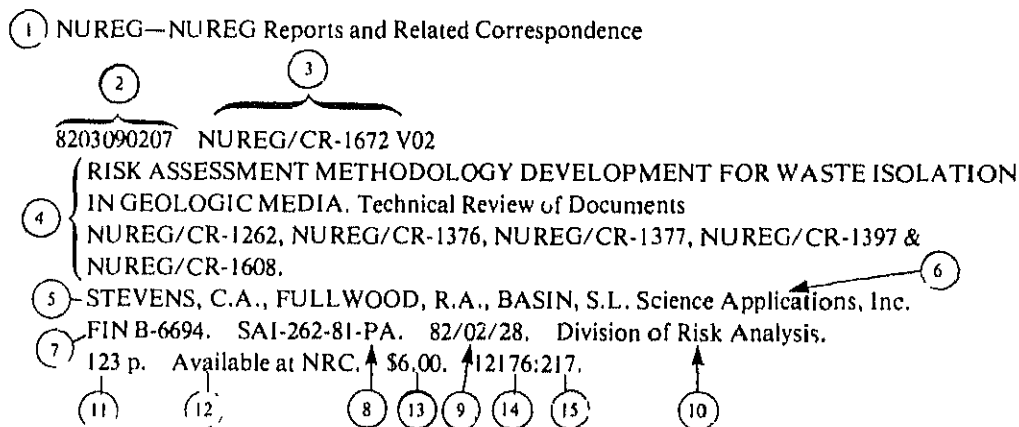 1 NUREG—NUREG Reports and Related Correspondence
2 3
8203090207 NUREG/CR-1672 V02
RISK ASSESSMENT METHODOLOGY DEVELOPMENT FOR WASTE ISOLATION
4 IN GEOLOGIC MEDIA. Technical Review of Documents
NUREG/CR-1262, NUREG/CR-1376, NUREG/CR-1377, NUREG/CR-1397 &
NUREG/CR-1608.
6
5 STEVENS, C.A., FULLWOOD, R.A., BASIN, S.L. Science Applications, Inc.
7 FIN B-6694. SAI-262-81-PA. 82/02/28. Division of Risk Analysis.
123 p. Available at NRC. $6.00. 12176:217.
11 12 8 13 9 14 15 10